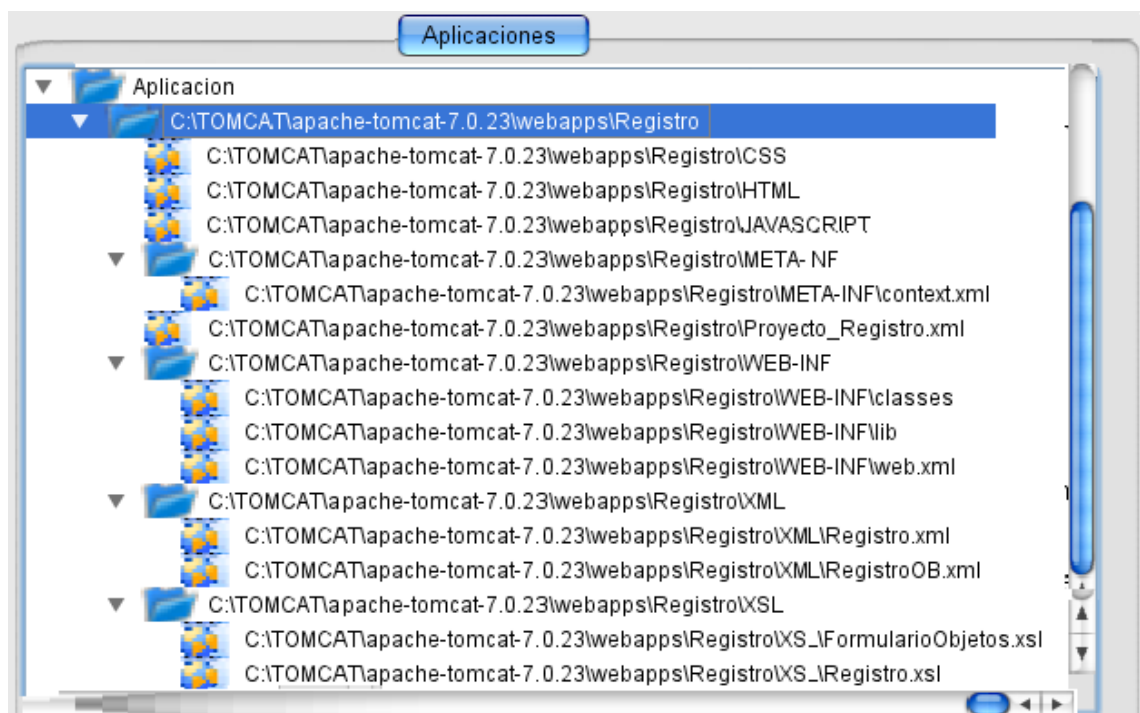 Aplicaciones
Aplicacion
C:\TOMCAT\apache-tomcat-7.0.23\webapps\Registro
C:\TOMCAT\apache-tomcat-7.0.23\webapps\Registro\CSS
C:\TOMCAT\apache-tomcat-7.0.23\webapps\Registro\HTML
C:\TOMCAT\apache-tomcat-7.0.23\webapps\Registro\JAVASCRIPT
C:\TOMCAT\apache-tomcat-7.0.23\webapps\Registro\META- NF
C:\TOMCAT\apache-tomcat-7.0.23\webapps\Registro\META-INF\context.xml
C:\TOMCAT\apache-tomcat-7.0.23\webapps\Registro\Proyecto_Registro.xml
C:\TOMCAT\apache-tomcat-7.0.23\webapps\Registro\WEB-INF
C:\TOMCAT\apache-tomcat-7.0.23\webapps\Registro\WEB-INF\classes
C:\TOMCAT\apache-tomcat-7.0.23\webapps\Registro\WEB-INF\lib
C:\TOMCAT\apache-tomcat-7.0.23\webapps\Registro\WEB-INF\web.xml
C:\TOMCAT\apache-tomcat-7.0.23\webapps\Registro\XML
C:\TOMCAT\apache-tomcat-7.0.23\webapps\Registro\XML\Registro.xml
C:\TOMCAT\apache-tomcat-7.0.23\webapps\Registro\XML\RegistroOB.xml
C:\TOMCAT\apache-tomcat-7.0.23\webapps\Registro\XSL
C:\TOMCAT\apache-tomcat-7.0.23\webapps\Registro\XS_\FormularioObjetos.xsl
C:\TOMCAT\apache-tomcat-7.0.23\webapps\Registro\XS_\Registro.xsl